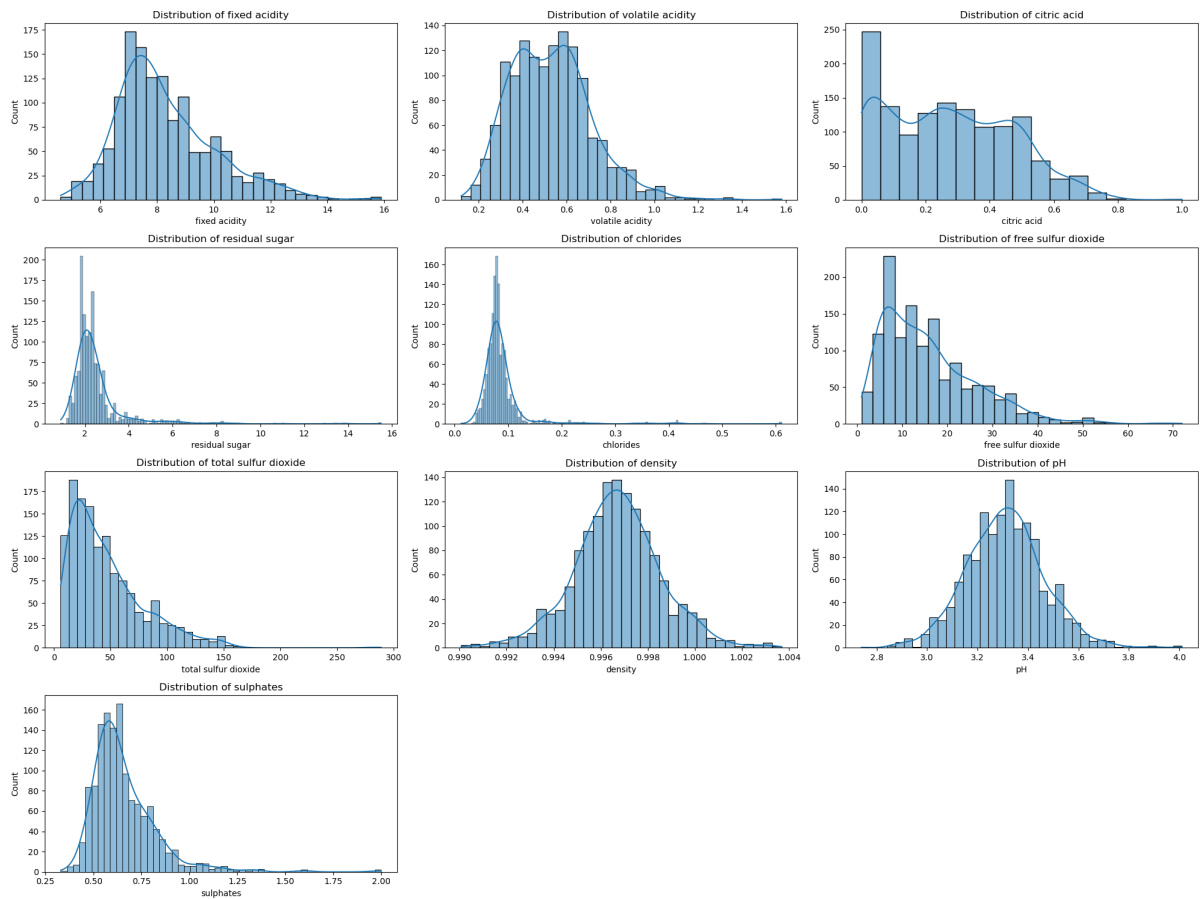 Distribution of fixed acidity
Count
175
150
125
100
75
50
25
0
6 8 10 12 14 16
fixed acidity
Distribution of volatile acidity
Count
140
120
100
80
60
40
20
0
0.2 0.4 0.6 0.8 1.0 1.2 1.4 1.6
volatile acidity
Distribution of citric acid
Count
250
200
150
100
50
0
0.0 0.2 0.4 0.6 0.8 1.0
citric acid
Distribution of residual sugar
Count
200
175
150
125
100
75
50
25
0
2 4 6 8 10 12 14 16
residual sugar
Distribution of chlorides
Count
160
140
120
100
80
60
40
20
0
0.0 0.1 0.2 0.3 0.4 0.5 0.6
chlorides
Distribution of free sulfur dioxide
Count
200
150
100
50
0
0 10 20 30 40 50 60 70
free sulfur dioxide
Distribution of total sulfur dioxide
Count
175
150
125
100
75
50
25
0
0 50 100 150 200 250 300
total sulfur dioxide
Distribution of density
Count
140
120
100
80
60
40
20
0
0.990 0.992 0.994 0.996 0.998 1.000 1.002 1.004
density
Distribution of pH
Count
140
120
100
80
60
40
20
0
2.8 3.0 3.2 3.4 3.6 3.8 4.0
pH
Distribution of sulphates
Count
160
140
120
100
80
60
40
20
0
0.25 0.50 0.75 1.00 1.25 1.50 1.75 2.00
sulphates